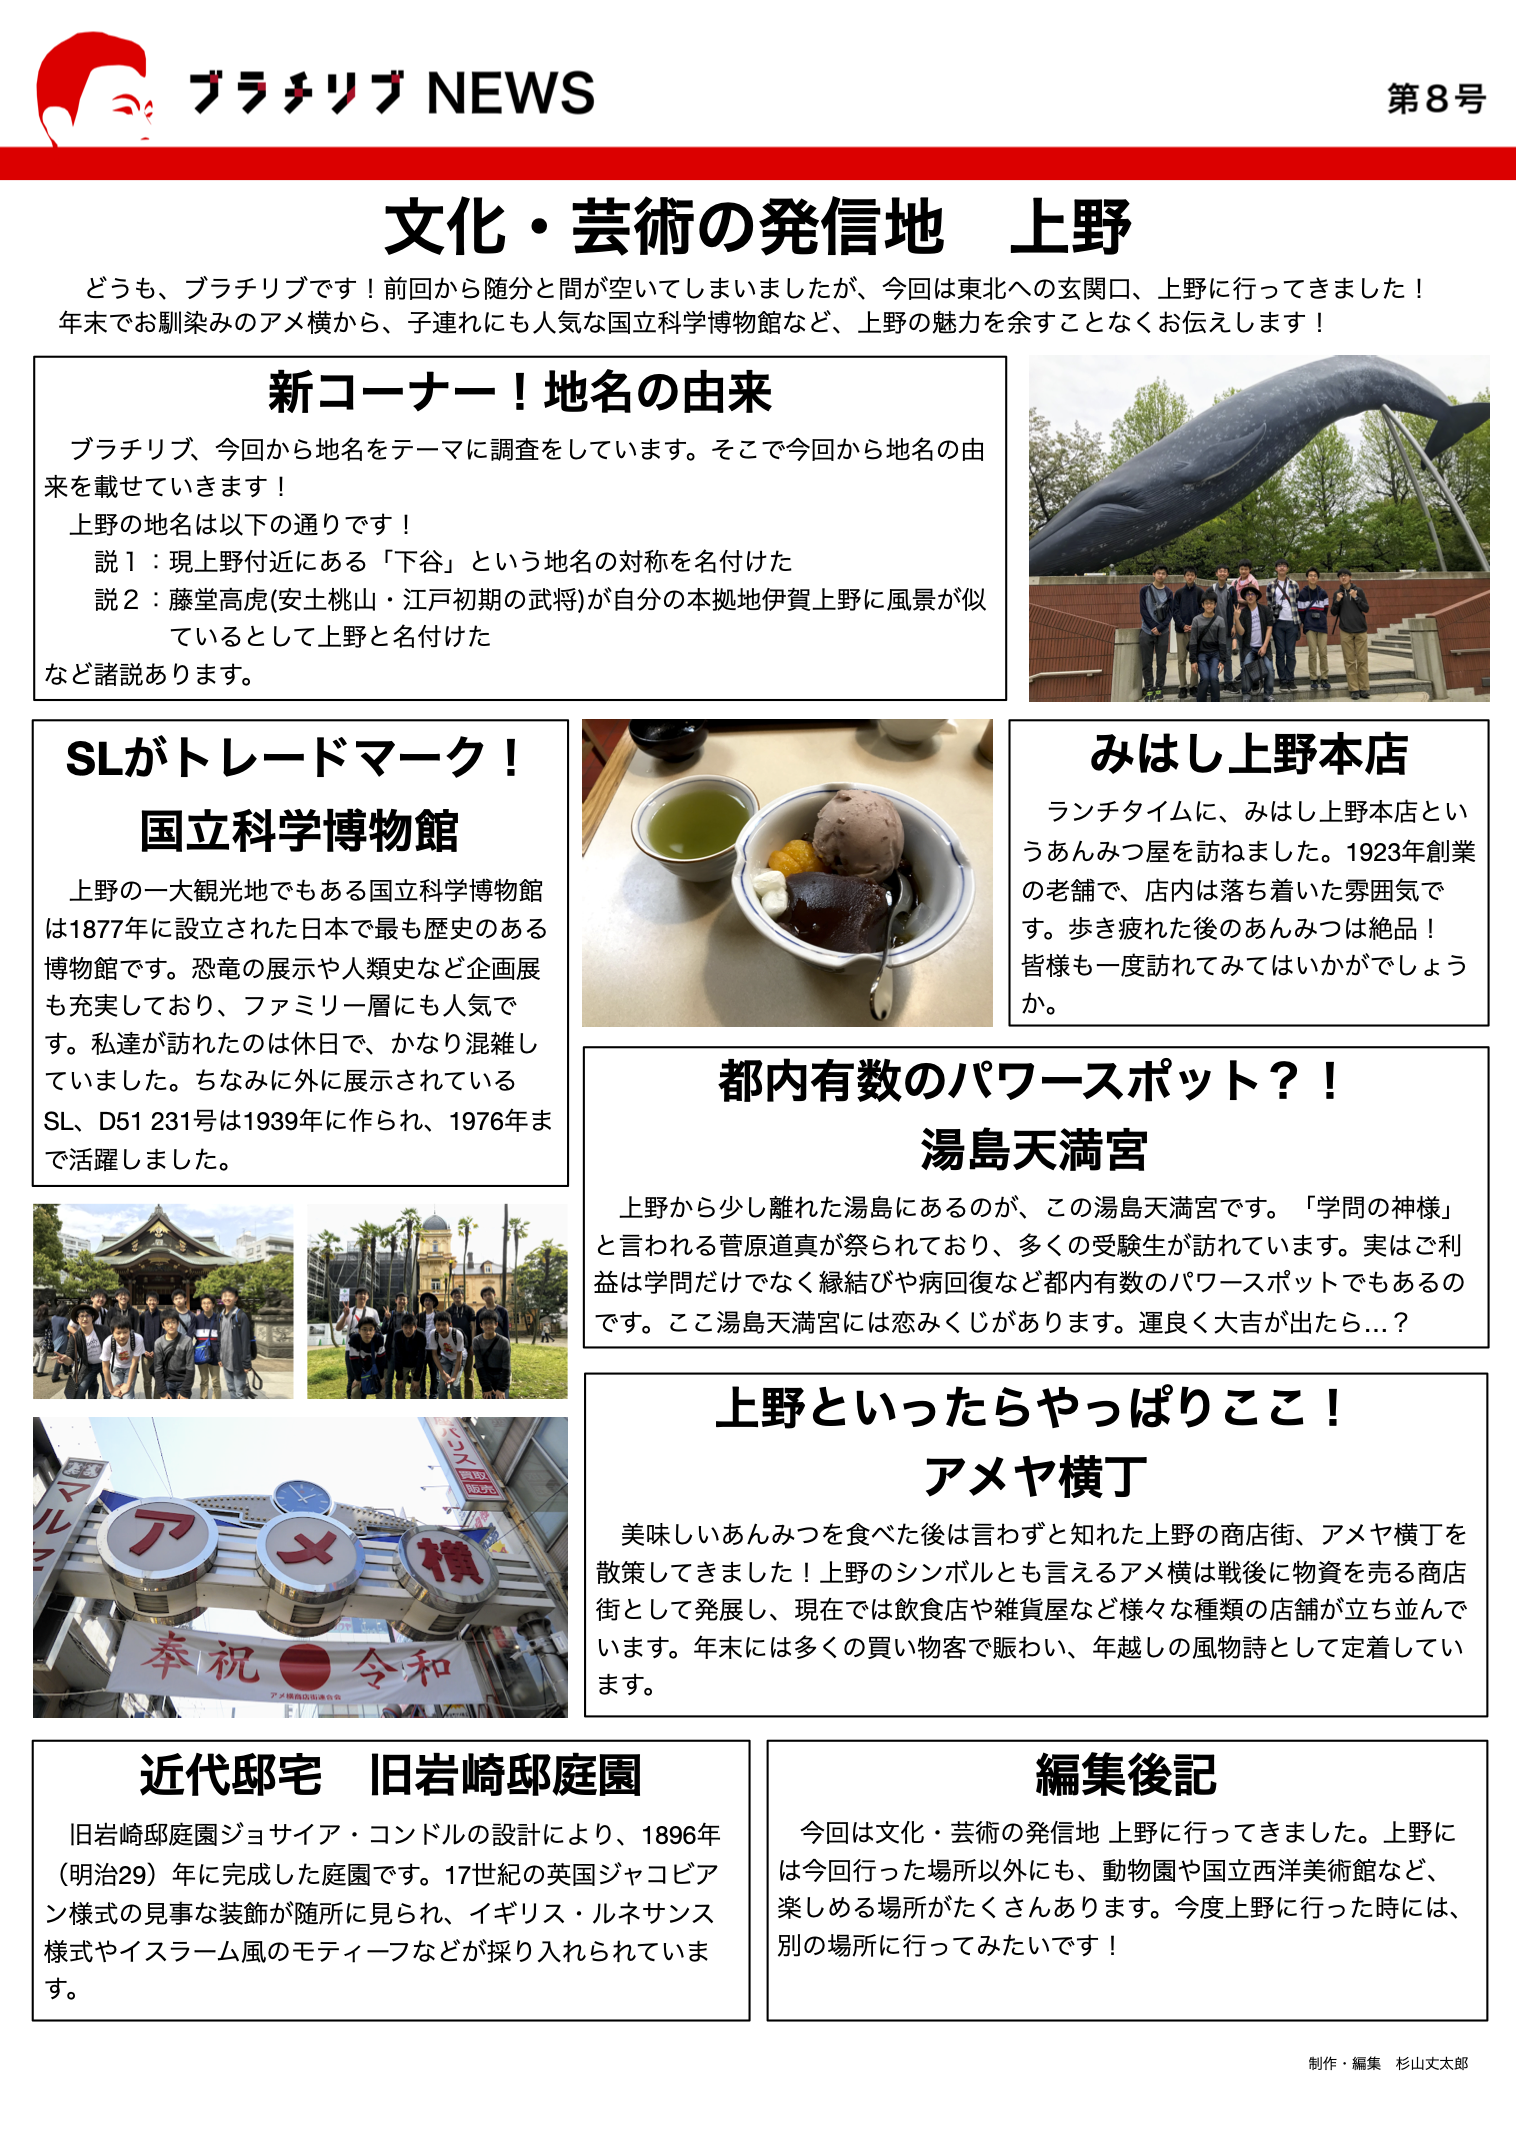 ブラチリブ NEWS
第８号
文化・芸術の発信地　上野
どうも、ブラチリブです！前回から随分と間が空いてしまいましたが、今回は東北への玄関口、上野に行ってきました！
年末でお馴染みのアメ横から、子連れにも人気な国立科学博物館など、上野の魅力を余すことなくお伝えします！
新コーナー！地名の由来
ブラチリブ、今回から地名をテーマに調査をしています。そこで今回から地名の由
来を載せていきます！
上野の地名は以下の通りです！
説１：現上野付近にある「下谷」という地名の対称を名付けた
説２：藤堂高虎(安土桃山・江戸初期の武将)が自分の本拠地伊賀上野に風景が似
ているとして上野と名付けた
など諸説あります。
SLがトレードマーク！
国立科学博物館
上野の一大観光地でもある国立科学博物館
は1877年に設立された日本で最も歴史のある
博物館です。恐竜の展示や人類史など企画展
も充実しており、ファミリー層にも人気で
す。私達が訪れたのは休日で、かなり混雑し
ていました。ちなみに外に展示されている
SL、D51 231号は1939年に作られ、1976年ま
で活躍しました。
みはし上野本店
ランチタイムに、みはし上野本店とい
うあんみつ屋を訪ねました。1923年創業
の老舗で、店内は落ち着いた雰囲気で
す。歩き疲れた後のあんみつは絶品！
皆様も一度訪れてみてはいかがでしょう
か。
都内有数のパワースポット？！
湯島天満宮
上野から少し離れた湯島にあるのが、この湯島天満宮です。「学問の神様」
と言われる菅原道真が祭られており、多くの受験生が訪れています。実はご利
益は学問だけでなく縁結びや病回復など都内有数のパワースポットでもあるの
です。ここ湯島天満宮には恋みくじがあります。運良く大吉が出たら…？
マルセ
パリス
買取
販売
アメ横
奉祝 令和
アメ横商店街連合会
上野といったらやっぱりここ！
アメヤ横丁
美味しいあんみつを食べた後は言わずと知れた上野の商店街、アメヤ横丁を
散策してきました！上野のシンボルとも言えるアメ横は戦後に物資を売る商店
街として発展し、現在では飲食店や雑貨屋など様々な種類の店舗が立ち並んで
います。年末には多くの買い物客で賑わい、年越しの風物詩として定着してい
ます。
近代邸宅　旧岩崎邸庭園
旧岩崎邸庭園ジョサイア・コンドルの設計により、1896年
（明治29）年に完成した庭園です。17世紀の英国ジャコビア
ン様式の見事な装飾が随所に見られ、イギリス・ルネサンス
様式やイスラーム風のモティーフなどが採り入れられていま
す。
編集後記
今回は文化・芸術の発信地 上野に行ってきました。上野に
は今回行った場所以外にも、動物園や国立西洋美術館など、
楽しめる場所がたくさんあります。今度上野に行った時には、
別の場所に行ってみたいです！
制作・編集　杉山丈太郎